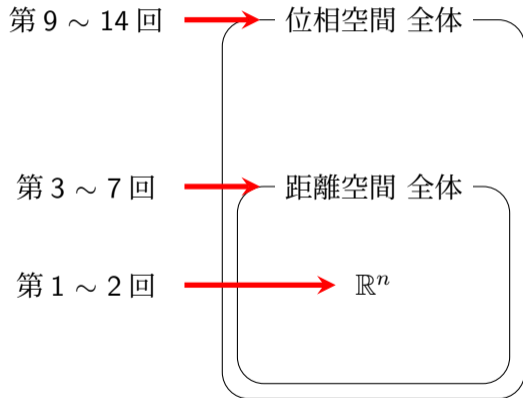 第 9 ∼ 14 回 位相空間 全体
第 3 ∼ 7 回 距離空間 全体
第 1 ∼ 2 回 ℝⁿ